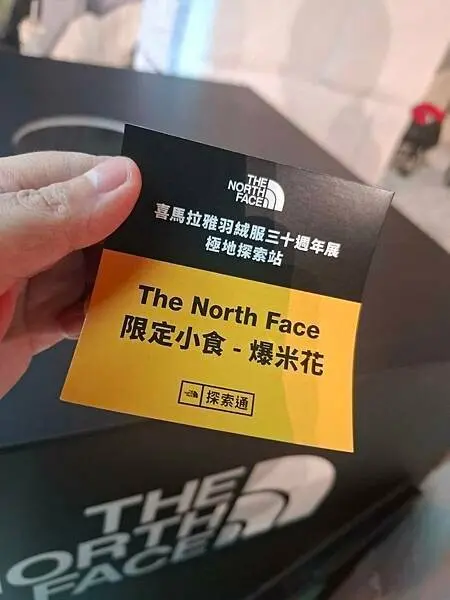 THE
NORTH
FACE
喜馬拉雅羽絨服三十週年展
極地探索站
The North Face
限定小食 - 爆米花
探索通
THE
NORTH
FACE